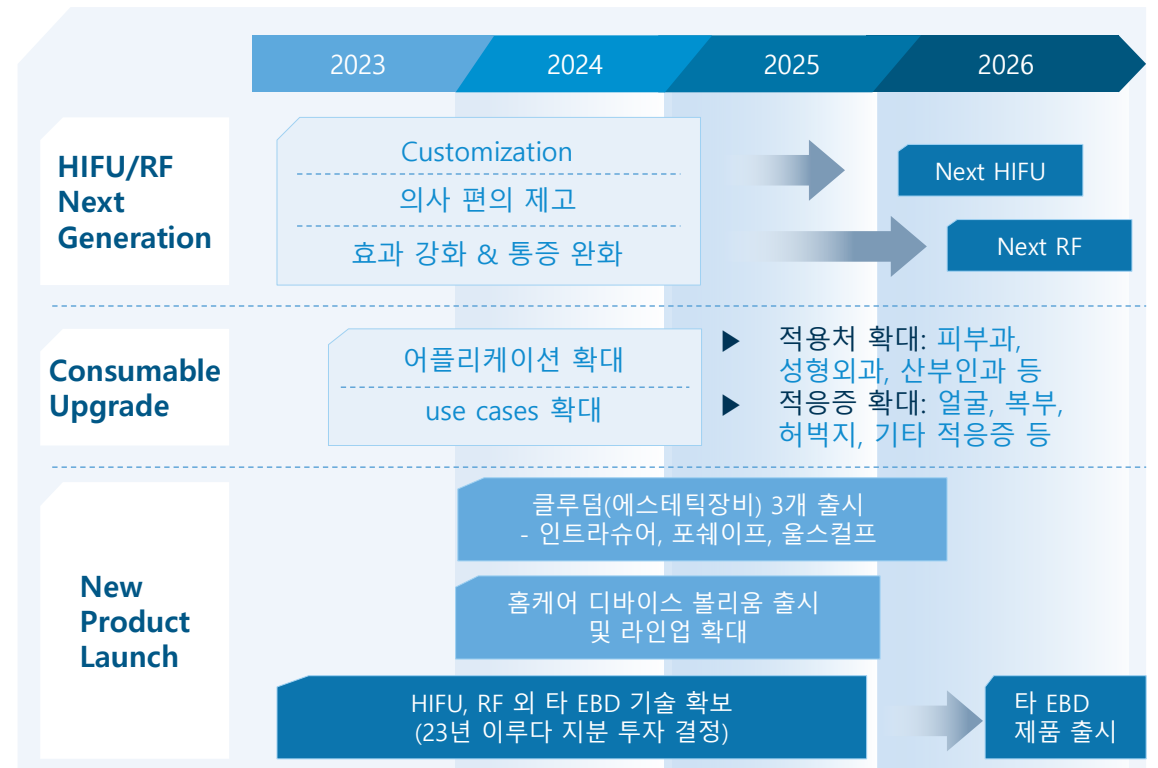 2023 2024 2025 2026
HIFU/RF
Next
Generation
Customization
의사 편의 제고
효과 강화 & 통증 완화
Next HIFU
Next RF
Consumable
Upgrade
어플리케이션 확대
use cases 확대
▶ 적용처 확대: 피부과,
성형외과, 산부인과 등
▶ 적응증 확대: 얼굴, 복부,
허벅지, 기타 적응증 등
New
Product
Launch
클루덤(에스테틱장비) 3개 출시
- 인트라슈어, 포쉐이프, 울스컬프
홈케어 디바이스 볼리움 출시
및 라인업 확대
HIFU, RF 외 타 EBD 기술 확보
(23년 이루다 지분 투자 결정)
타 EBD
제품 출시